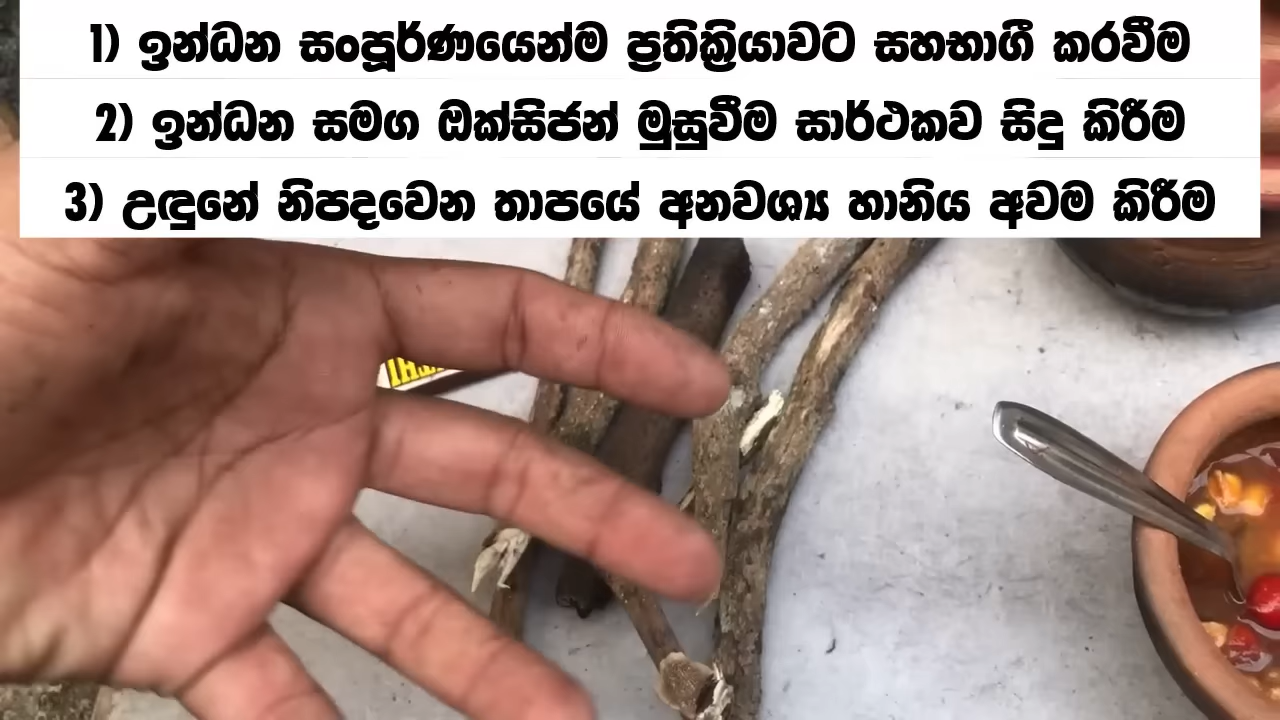 1) ඉන්ධන සංපූර්ණයෙන්ම ප්‍රතික්‍රියාවට සහභාගී කරවීම
2) ඉන්ධන සමග ඔක්සිජන් මුසුවීම සාර්ථකව සිදු කිරීම
3) උඳුනේ නිපදවෙන තාපයේ අනවශ්‍ය හානිය අවම කිරීම